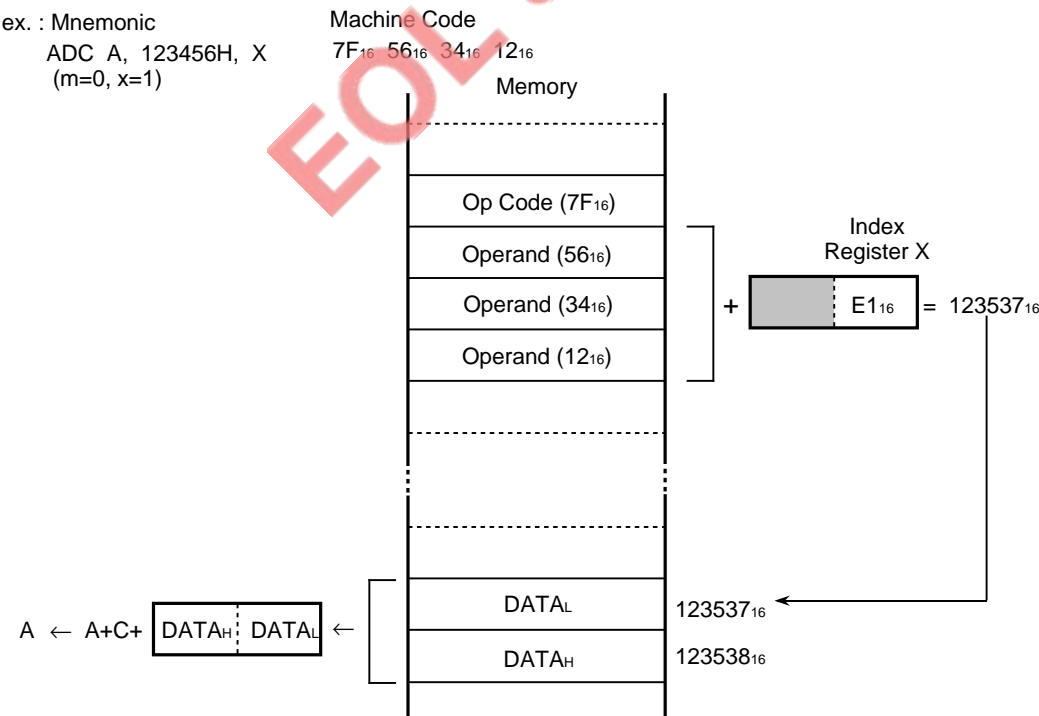 ex. : Mnemonic
ADC A, 123456H, X
(m=0, x=1)
Machine Code
7F₁₆ 56₁₆ 34₁₆ 12₁₆
Memory
Op Code (7F₁₆)
Operand (56₁₆)
Operand (34₁₆)
Operand (12₁₆)
Index
Register X
+ E1₁₆ = 123537₁₆
DATAL 123537₁₆
DATAH 123538₁₆
A ← A+C+ DATAH DATAL ←
EOL